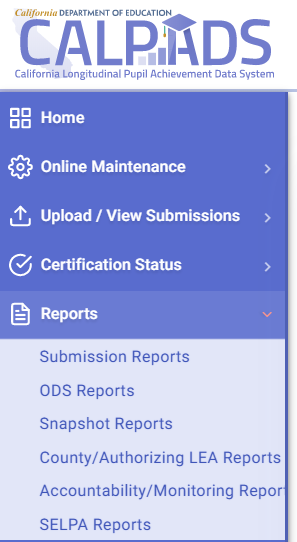 California DEPARTMENT OF EDUCATION
CALPADS
California Longitudinal Pupil Achievement Data System
Home
Online Maintenance
Upload / View Submissions
Certification Status
Reports
Submission Reports
ODS Reports
Snapshot Reports
County/Authorizing LEA Reports
Accountability/Monitoring Repor
SELPA Reports